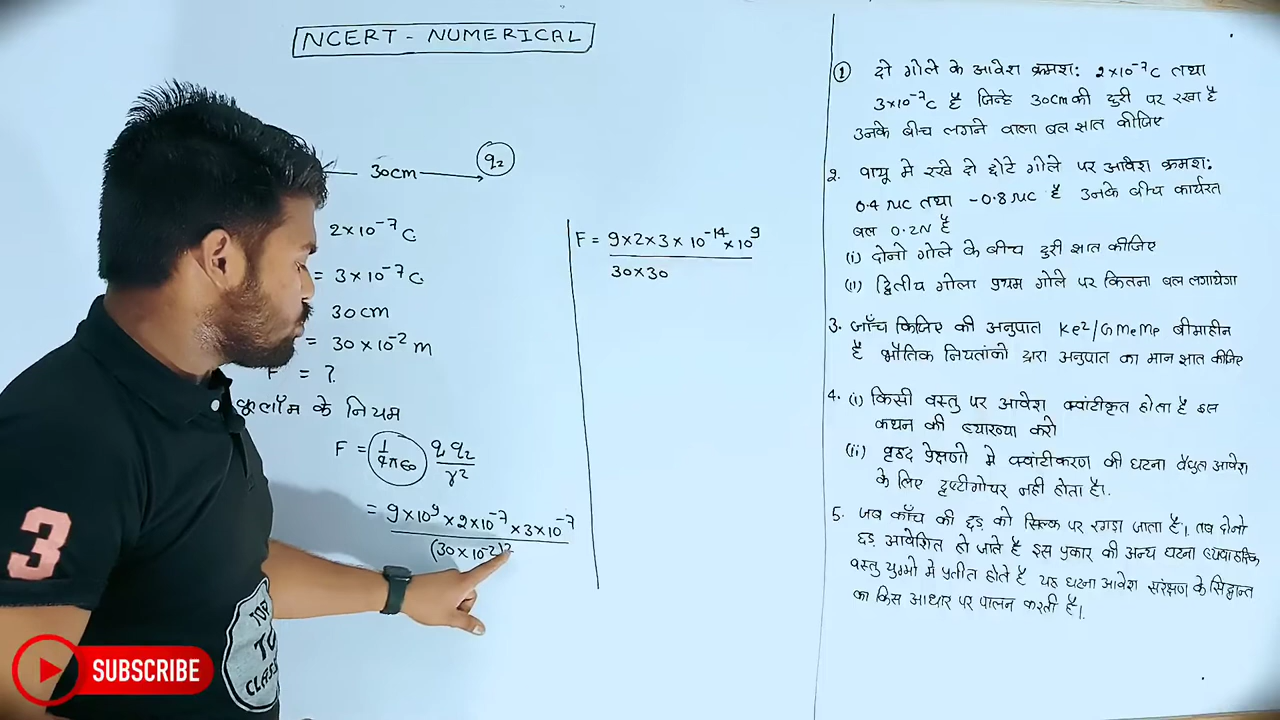 NCERT - NUMERICAL
30cm
q₂
2×10⁻⁷C
= 3×10⁻⁷C
30cm
= 30×10⁻² m
F = ?
कूलॉम के नियम
F = 1/4πε₀ q₁q₂/r²
= 9×10⁹×2×10⁻⁷×3×10⁻⁷
(30×10⁻²)²
F = 9×2×3×10⁻¹⁴×10⁹
30×30
① दो गोले के आवेश क्रमश: 2×10⁻⁷C तथा
3×10⁻⁷C है जिन्हे 30cm की दुरी पर रखा है
उनके बीच लगने वाला बल ज्ञात कीजिए
2. वायू मे रखे दो छोटे गोले पर आवेश क्रमश:
0.4 μC तथा -0.8 μC है उनके बीच कार्यरत
बल 0.2N है
(i) दोनो गोले के बीच दुरी ज्ञात कीजिए
(ii) द्वितीय गोला प्रथम गोले पर कितना बल लगायेगा
3. जाँच किजिए की अनुपात Ke²/GMeMp बीमाहीन
है भौतिक नियतांको द्वारा अनुपात का मान ज्ञात कीजिए
4. (i) किसी वस्तु पर आवेश क्वांटीकृत होता है इस
कथन की व्याख्या करो
(ii) वृहद प्रेक्षणो मे क्वांटीकरण की घटना वैधुत आवेश
के लिए दृष्टीगोचर नही होता है।
5. जब काँच की छड़ को सिल्क पर रगड़ा जाता है। तब दोनो
छड़ आवेशित हो जाते है इस प्रकार की अन्य घटना
वस्तु युग्मो मे प्रतीत होते है यह घटना आवेश संरक्षण के सिद्वान्त
का किस आधार पर पालन करती है।
3
TOP
CLASSES
SUBSCRIBE